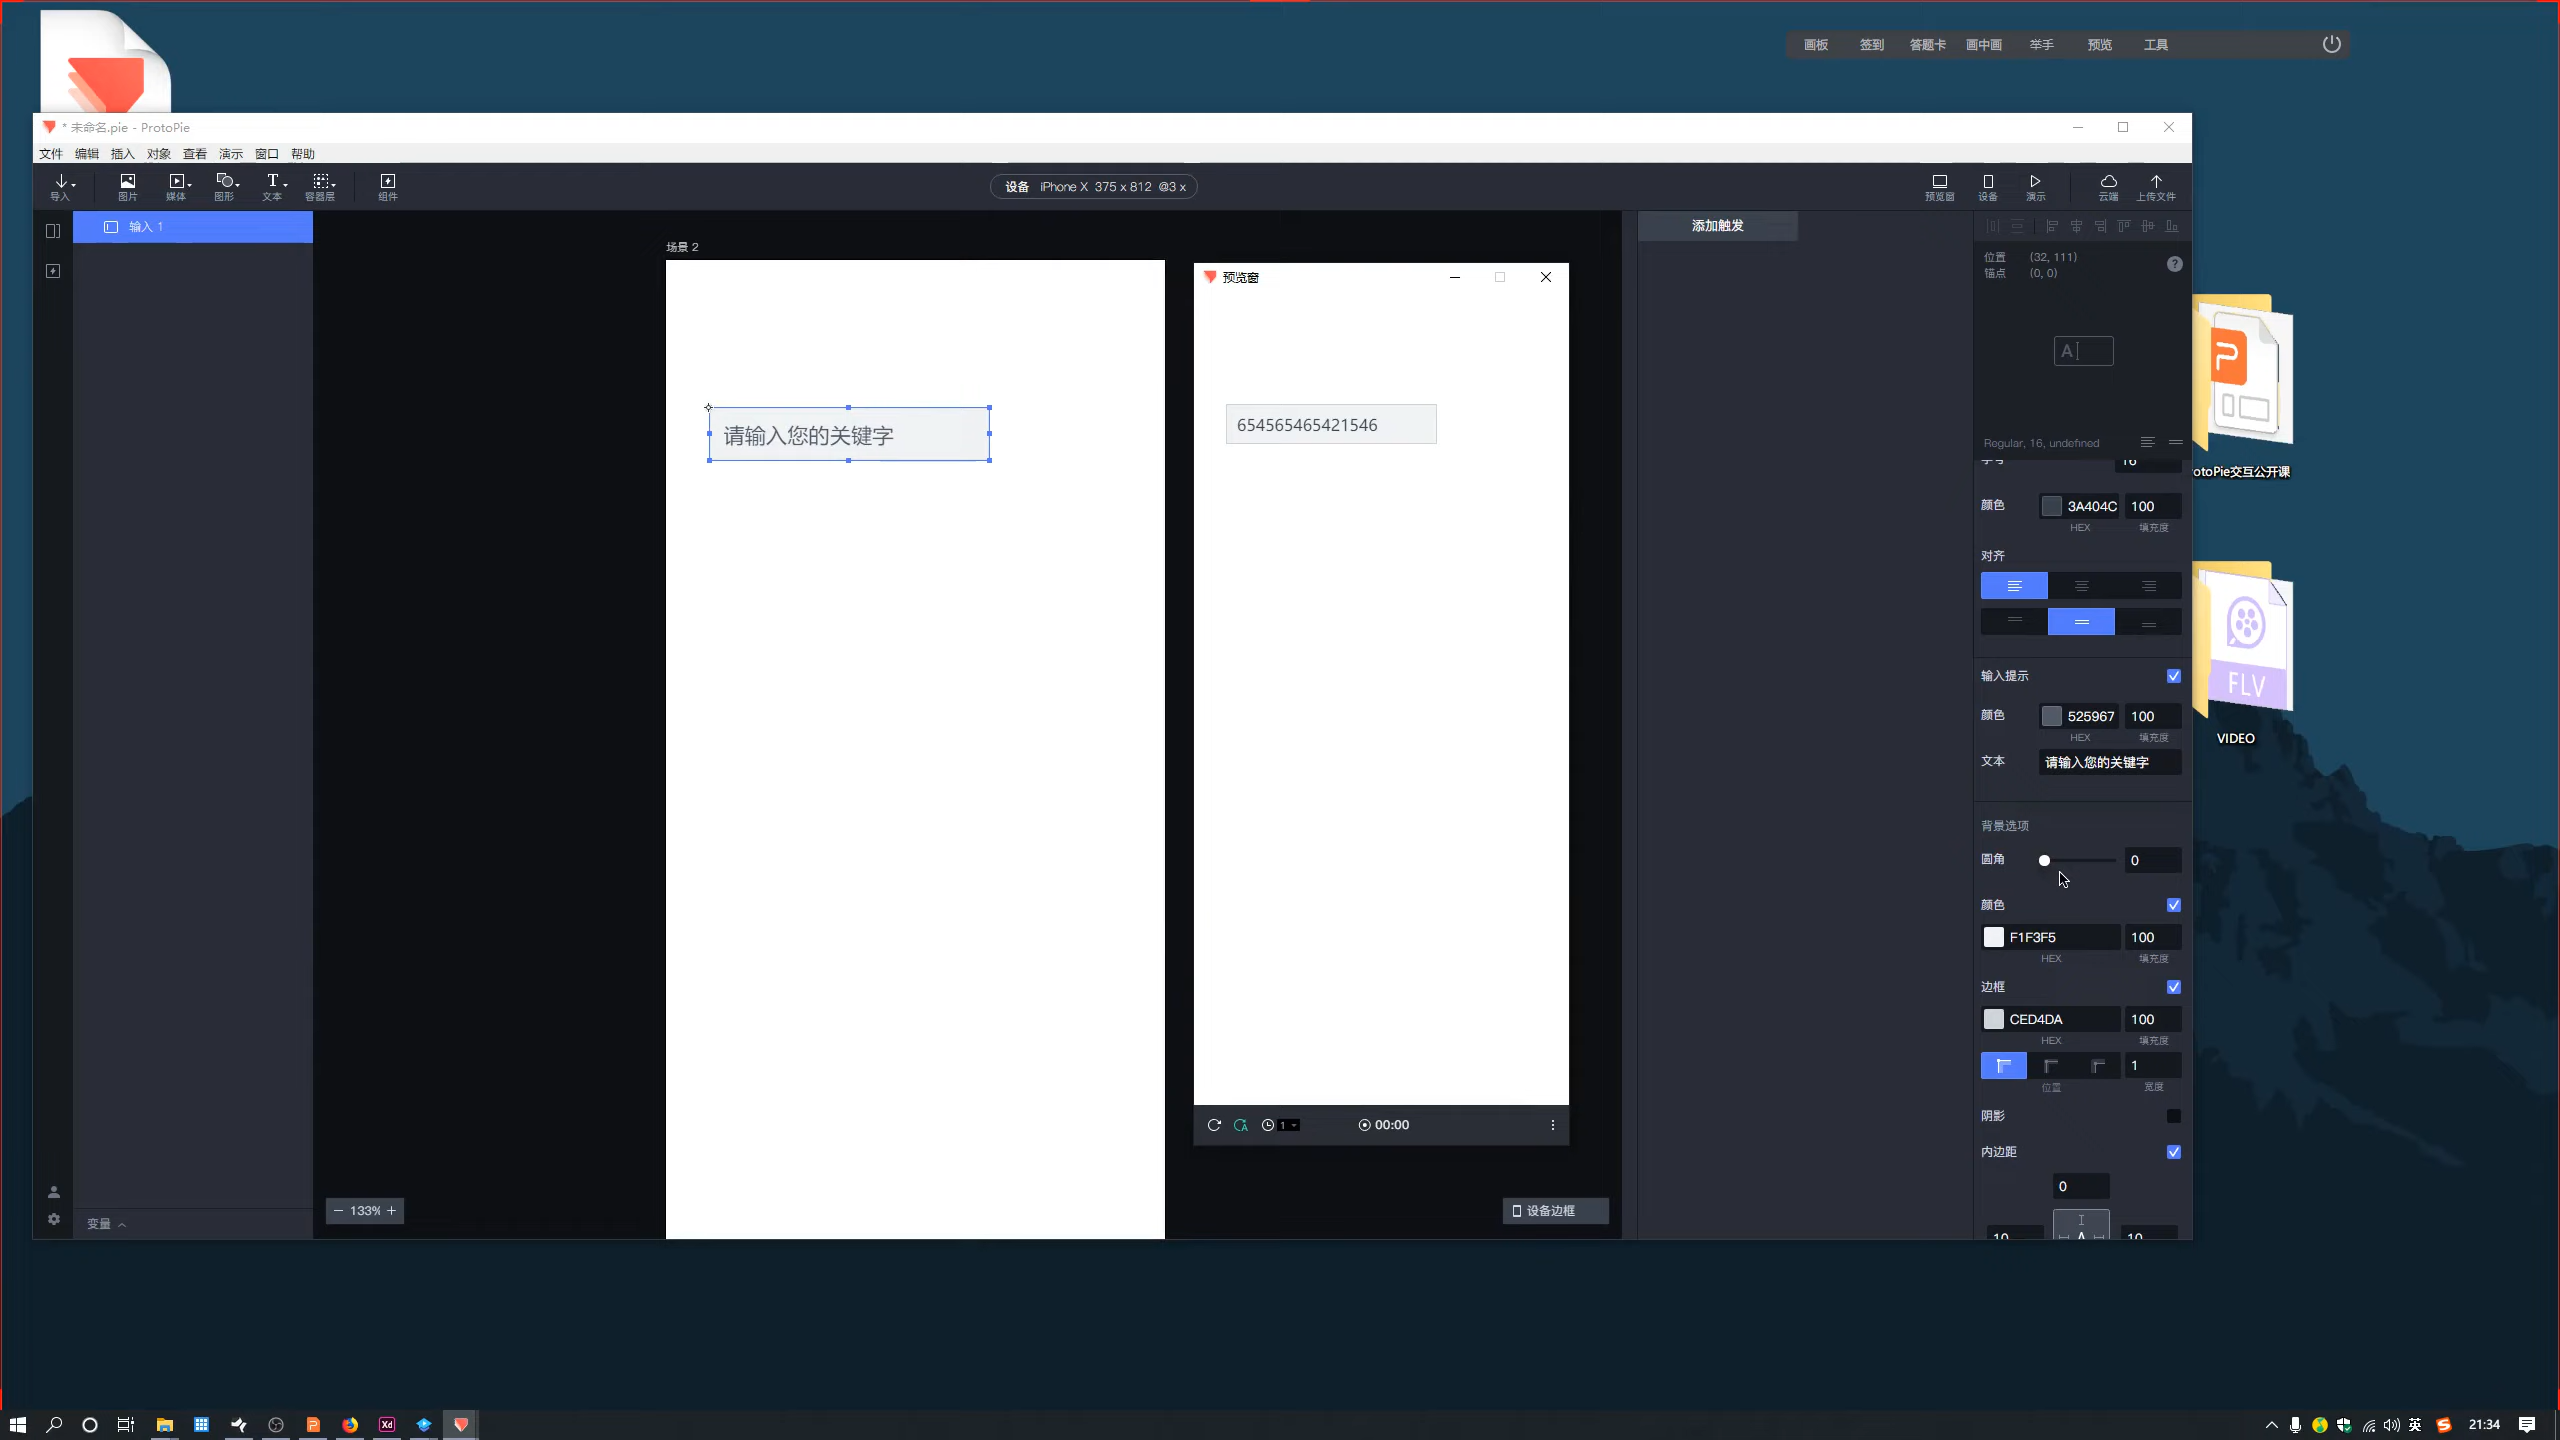 画板 签到 答题卡 画中画 举手 预览 工具
* 未命名.pie - ProtoPie
文件 编辑 插入 对象 查看 演示 窗口 帮助
导入 图片 媒体 图形 文本 容器层 组件
设备 iPhone X 375 x 812 @3 x
预览窗 设备 演示 云端 上传文件
输入 1
添加触发
场景 2
位置 (32, 111)
锚点 (0, 0)
预览窗
请输入您的关键字
654565465421546
Regular, 16, undefined
字号 16
otoPie交互公开课
颜色 3A404C 100
HEX 填充度
对齐
输入提示
颜色 525967 100
HEX 填充度
文本 请输入您的关键字
FLV
VIDEO
背景选项
圆角 0
颜色
F1F3F5 100
HEX 填充度
边框
CED4DA 100
HEX 填充度
1
位置 宽度
阴影
内边距
0
10 A 10
1 00:00
133%
设备边框
变量
英 21:34